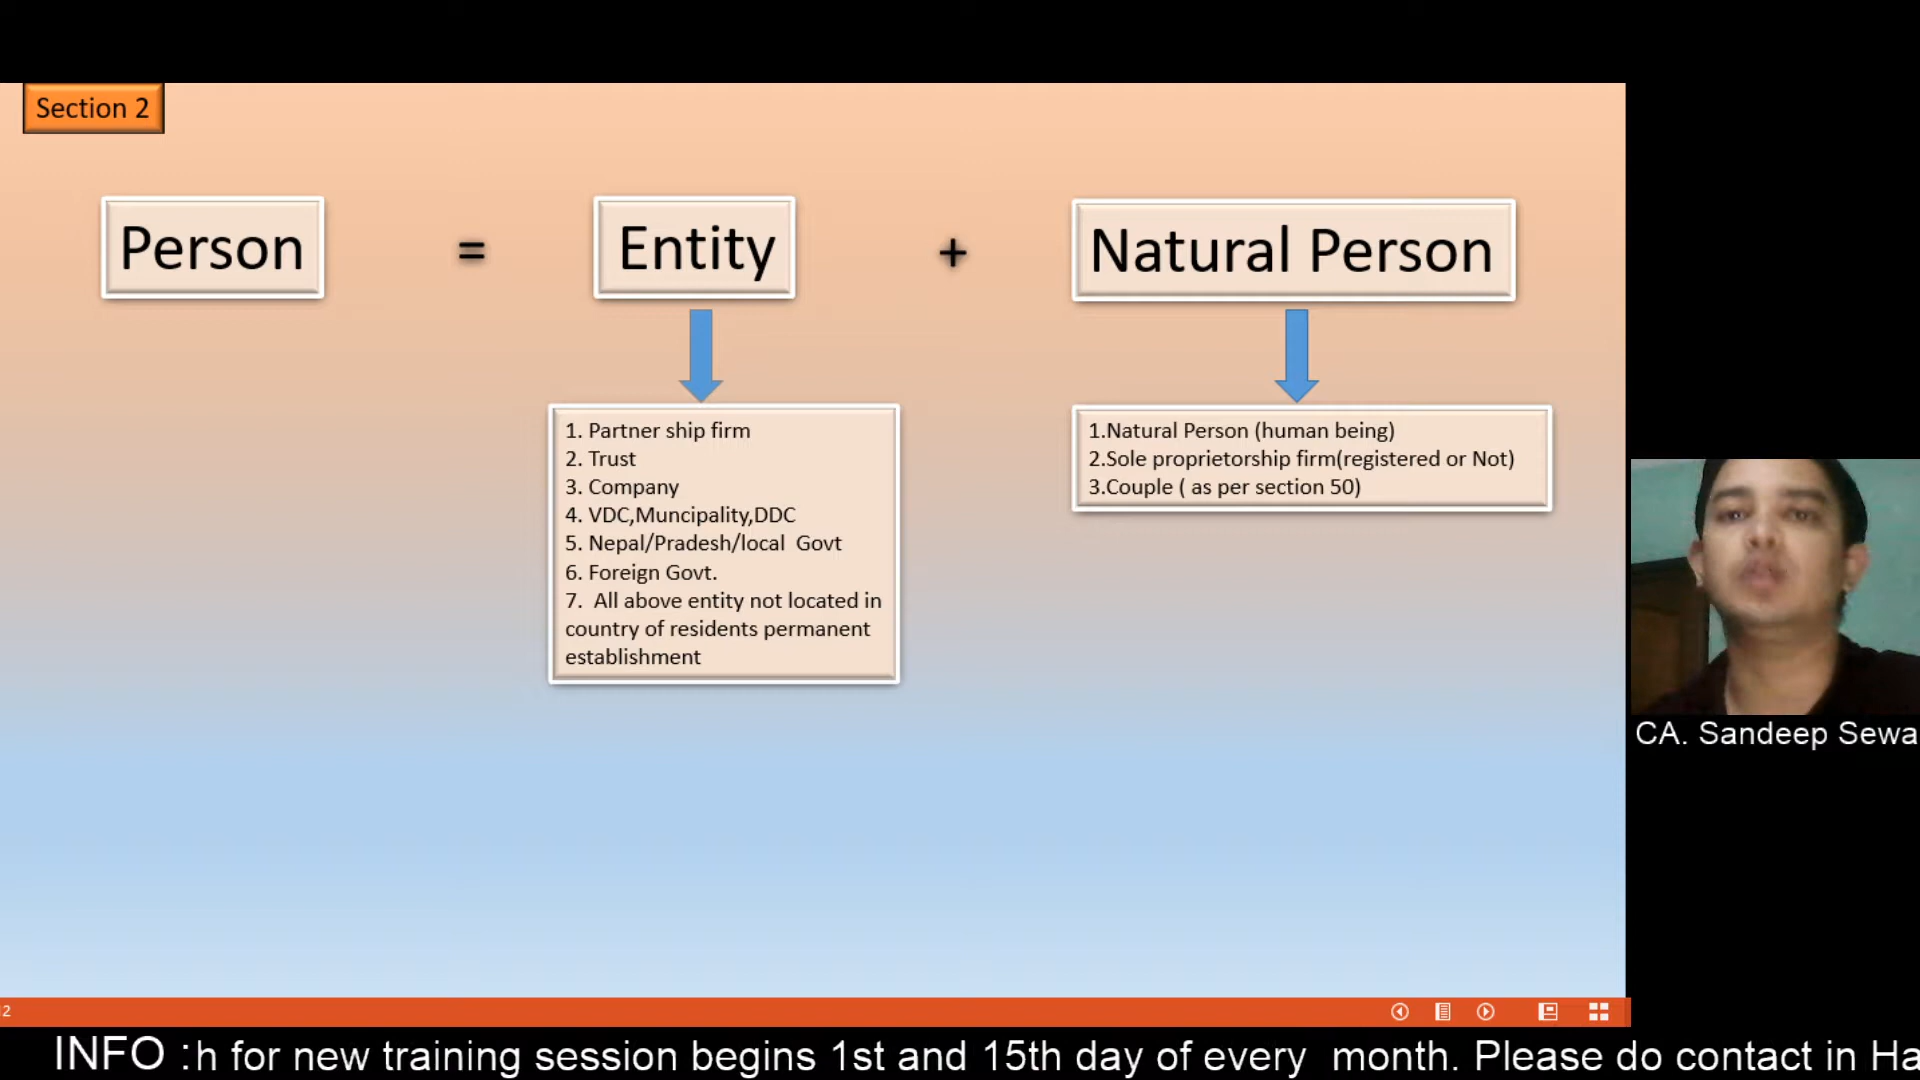 Section 2
Person = Entity + Natural Person
1. Partner ship firm
2. Trust
3. Company
4. VDC,Muncipality,DDC
5. Nepal/Pradesh/local Govt
6. Foreign Govt.
7. All above entity not located in
country of residents permanent
establishment
1.Natural Person (human being)
2.Sole proprietorship firm(registered or Not)
3.Couple ( as per section 50)
CA. Sandeep Sewa
INFO :h for new training session begins 1st and 15th day of every month. Please do contact in Ha